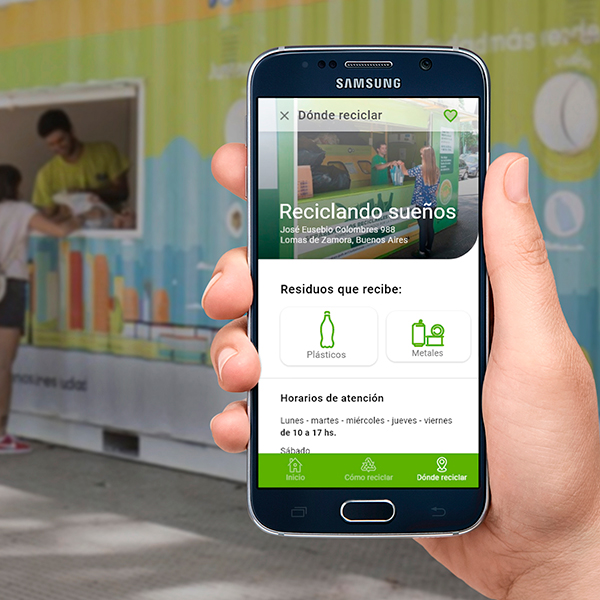 SAMSUNG
Dónde reciclar
Reciclando sueños
José Eusebio Colombres 988
Lomas de Zamora, Buenos Aires
Residuos que recibe:
Plásticos
Metales
Horarios de atención
Lunes - martes - miércoles - jueves - viernes
de 10 a 17 hs.
Sábado
Inicio
Cómo reciclar
Dónde reciclar